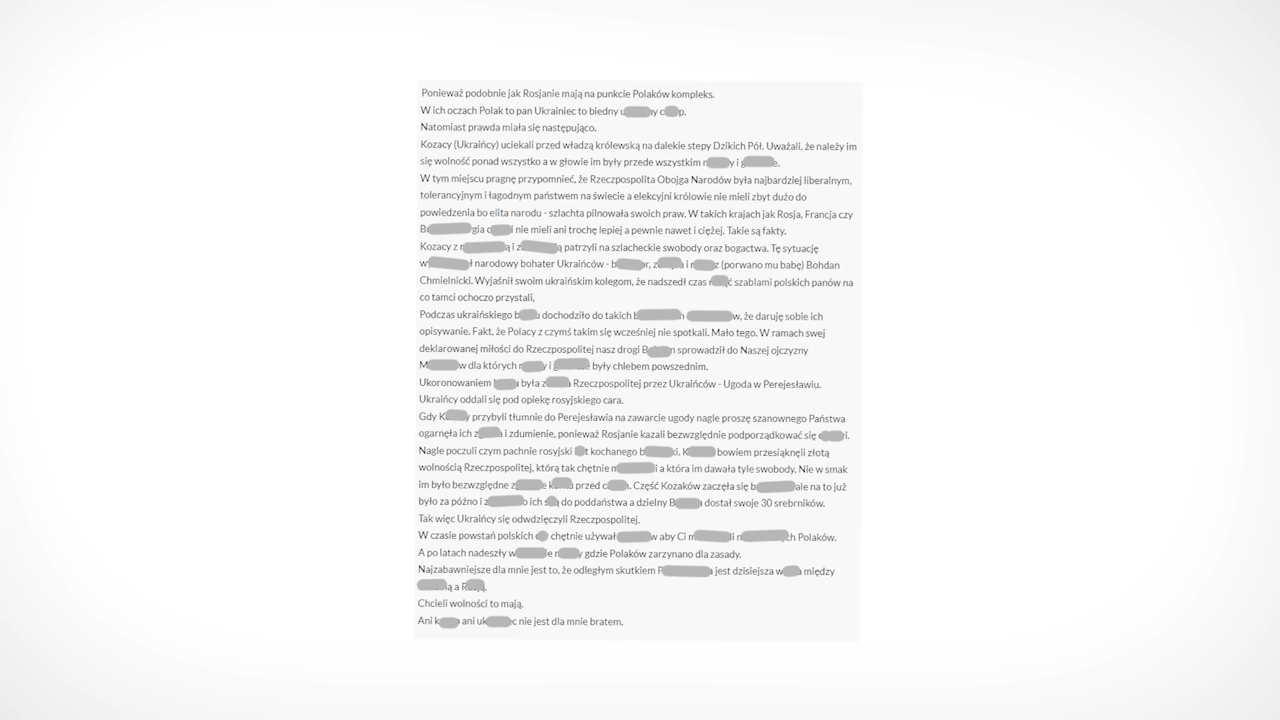 Ponieważ podobnie jak Rosjanie mają na punkcie Polaków kompleks.
W ich oczach Polak to pan Ukrainiec to biedny
Natomiast prawda miała się następująco.
Kozacy (Ukraińcy) uciekali przed władzą królewską na dalekie stepy Dzikich Pół. Uważali, że należy im
się wolność ponad wszystko a w głowie im były przede wszystkim i
W tym miejscu pragnę przypomnieć, że Rzeczpospolita Obojga Narodów była najbardziej liberalnym,
tolerancyjnym i łagodnym państwem na świecie a elekcyjni królowie nie mieli zbyt dużo do
powiedzenia bo elita narodu - szlachta pilnowała swoich praw. W takich krajach jak Rosja, Francja czy
nie mieli ani trochę lepiej a pewnie nawet i ciężej. Takie są fakty.
Kozacy z i patrzyli na szlacheckie swobody oraz bogactwa. Tę sytuację
narodowy bohater Ukraińców - i (porwano mu babę) Bohdan
Chmielnicki. Wyjaśnił swoim ukraińskim kolegom, że nadszedł czas szablami polskich panów na
co tamci ochoczo przystali,
Podczas ukraińskiego dochodziło do takich że daruję sobie ich
opisywanie. Fakt, że Polacy z czymś takim się wcześniej nie spotkali. Mało tego. W ramach swej
deklarowanej miłości do Rzeczpospolitej nasz drogi sprowadził do Naszej ojczyzny
dla których i były chlebem powszednim.
Ukoronowaniem była Rzeczpospolitej przez Ukraińców - Ugoda w Perejesławiu.
Ukraińcy oddali się pod opiekę rosyjskiego cara.
Gdy przybyli tłumnie do Perejesławia na zawarcie ugody nagle proszę szanownego Państwa
ogarnęła ich i zdumienie, ponieważ Rosjanie kazali bezwzględnie podporządkować się
Nagle poczuli czym pachnie rosyjski kochanego bowiem przesiąknęli złotą
wolnością Rzeczpospolitej, którą tak chętnie a która im dawała tyle swobody. Nie w smak
im było bezwzględne przed Część Kozaków zaczęła się ale na to już
było za późno i ich do poddaństwa a dzielny dostał swoje 30 srebrników.
Tak więc Ukraińcy się odwdzięczyli Rzeczpospolitej.
W czasie powstań polskich chętnie używał aby Ci Polaków.
A po latach nadeszły gdzie Polaków zarzynano dla zasady.
Najzabawniejsze dla mnie jest to, że odległym skutkiem jest dzisiejsza między
a
Chcieli wolności to mają.
Ani ani nie jest dla mnie bratem.